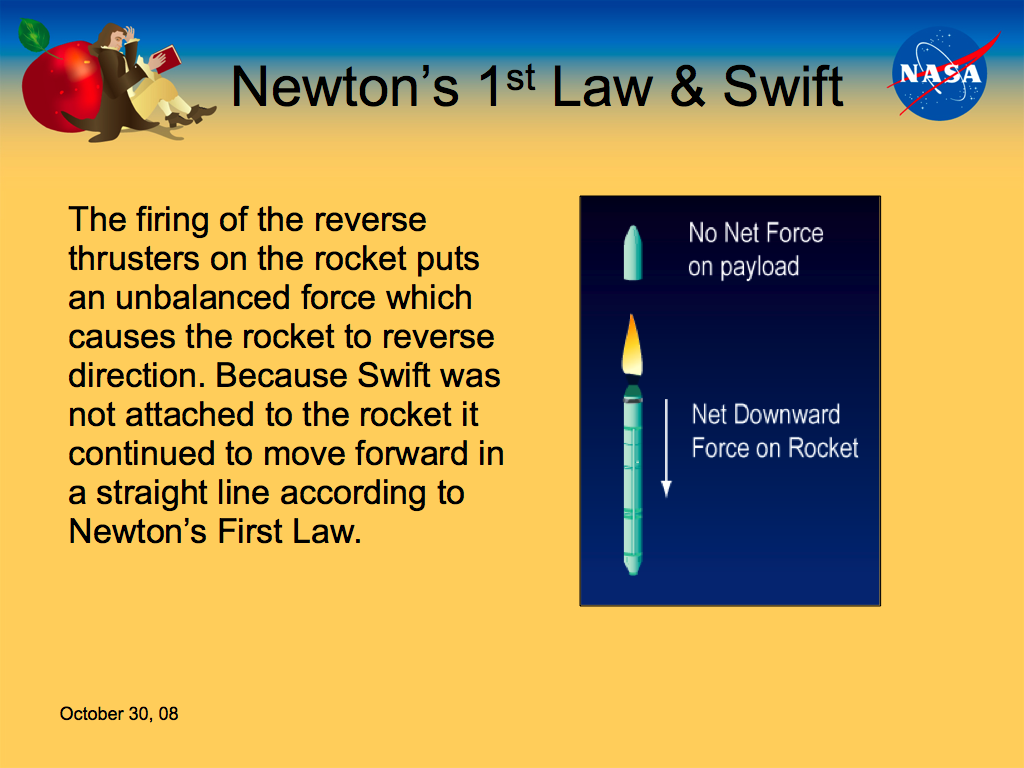 Newton’s 1st Law & Swift
NASA
The firing of the reverse
thrusters on the rocket puts
an unbalanced force which
causes the rocket to reverse
direction. Because Swift was
not attached to the rocket it
continued to move forward in
a straight line according to
Newton’s First Law.
No Net Force
on payload
Net Downward
Force on Rocket
October 30, 08